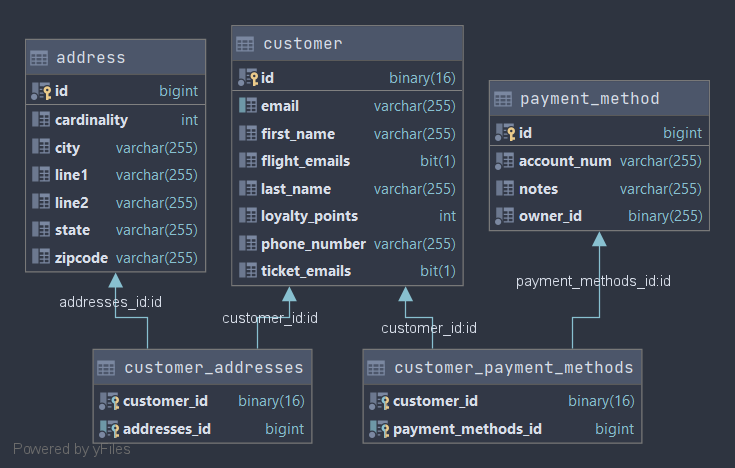 address
id bigint
cardinality int
city varchar(255)
line1 varchar(255)
line2 varchar(255)
state varchar(255)
zipcode varchar(255)
customer
id binary(16)
email varchar(255)
first_name varchar(255)
flight_emails bit(1)
last_name varchar(255)
loyalty_points int
phone_number varchar(255)
ticket_emails bit(1)
payment_method
id bigint
account_num varchar(255)
notes varchar(255)
owner_id binary(255)
addresses_id:id
customer_id:id
customer_id:id
payment_methods_id:id
customer_addresses
customer_id binary(16)
addresses_id bigint
customer_payment_methods
customer_id binary(16)
payment_methods_id bigint
Powered by yFiles